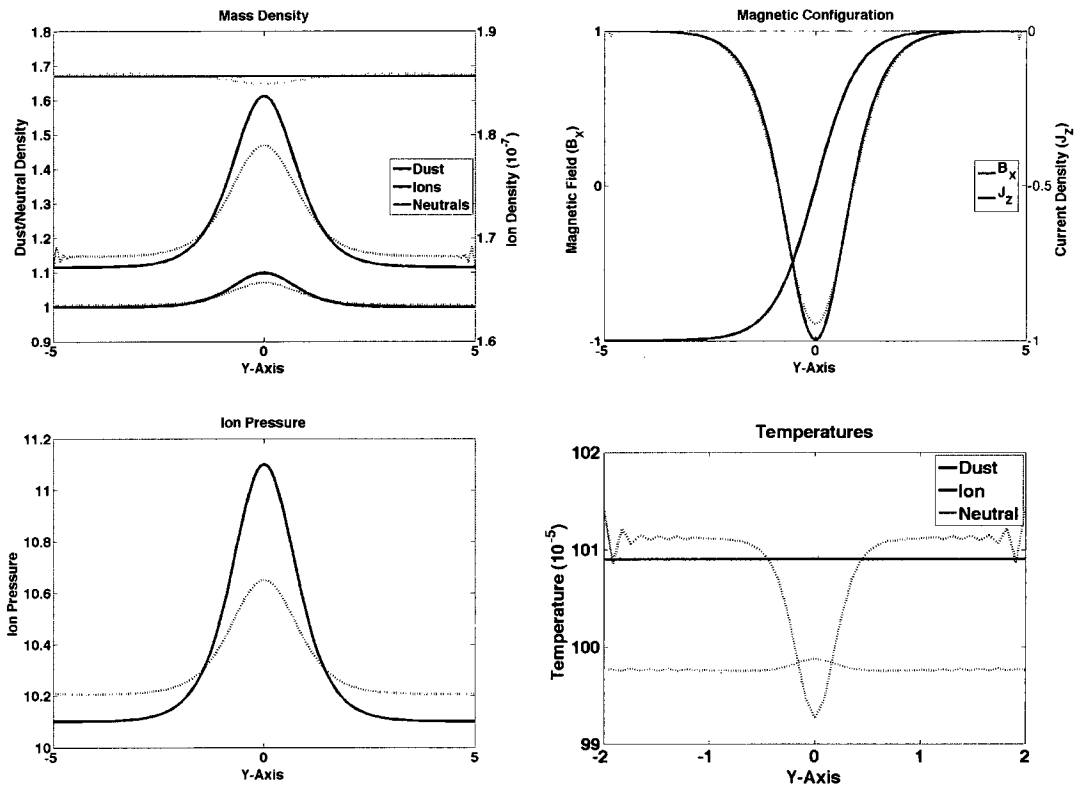 Mass Density
1.8
1.7
1.6
1.5
1.4
1.3
1.2
1.1
1
0.9
1.9
1.8
1.7
1.6
-5
0
5
Y-Axis
Dust/Neutral Density
Ion Density (10-7)
Dust
Ions
Neutrals
Magnetic Configuration
1
0
-1
0
-0.5
-1
-5
0
5
Y-Axis
Magnetic Field (BX)
Current Density (JZ)
BX
JZ
Ion Pressure
11.2
11
10.8
10.6
10.4
10.2
10
-5
0
5
Y-Axis
Ion Pressure
Temperatures
102
101
100
99
-2
-1
0
1
2
Y-Axis
Temperature (10-5)
Dust
Ion
Neutral